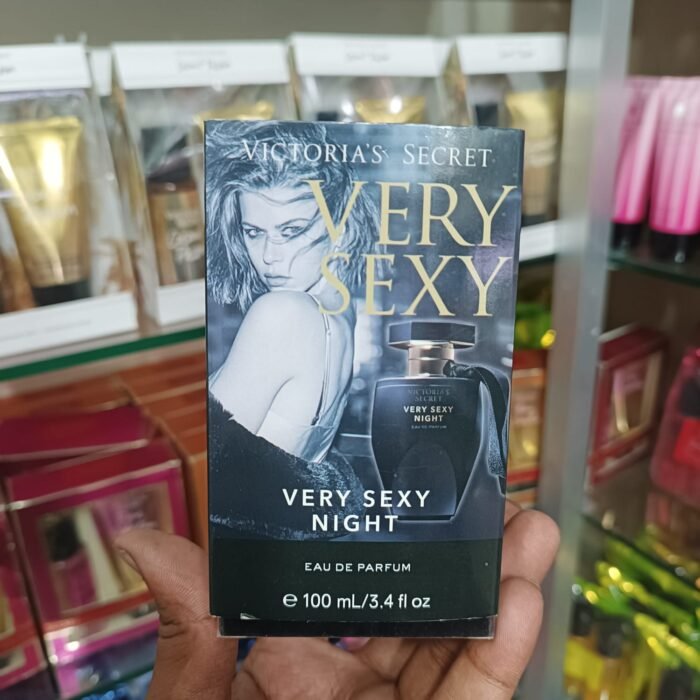 VICTORIA'S SECRET
VERY
SEXY
VICTORIA'S
SECRET
VERY SEXY
NIGHT
EAU DE PARFUM
VERY SEXY
NIGHT
EAU DE PARFUM
e 100 mL/3.4 fl oz